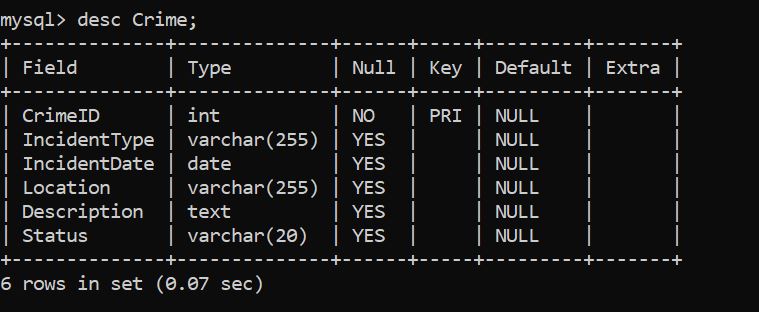 mysql> desc Crime;
+--------------+--------------+------+-----+---------+-------+
| Field        | Type         | Null | Key | Default | Extra |
+--------------+--------------+------+-----+---------+-------+
| CrimeID      | int          | NO   | PRI | NULL    |       |
| IncidentType | varchar(255) | YES  |     | NULL    |       |
| IncidentDate | date         | YES  |     | NULL    |       |
| Location     | varchar(255) | YES  |     | NULL    |       |
| Description  | text         | YES  |     | NULL    |       |
| Status       | varchar(20)  | YES  |     | NULL    |       |
+--------------+--------------+------+-----+---------+-------+
6 rows in set (0.07 sec)